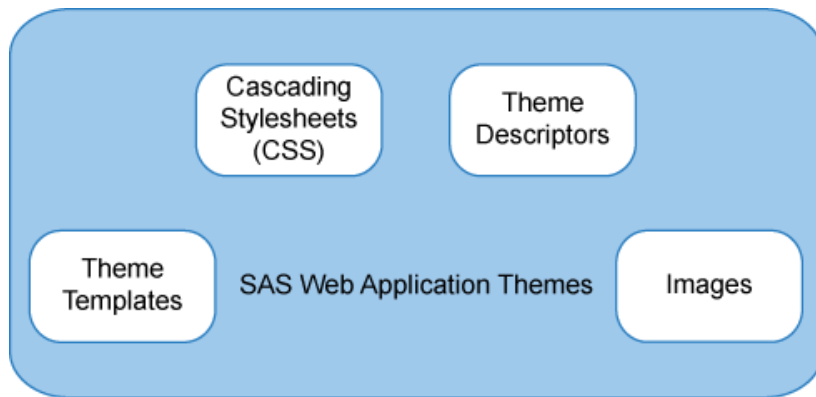 Cascading
Stylesheets
(CSS)
Theme
Descriptors
Theme
Templates
SAS Web Application Themes
Images